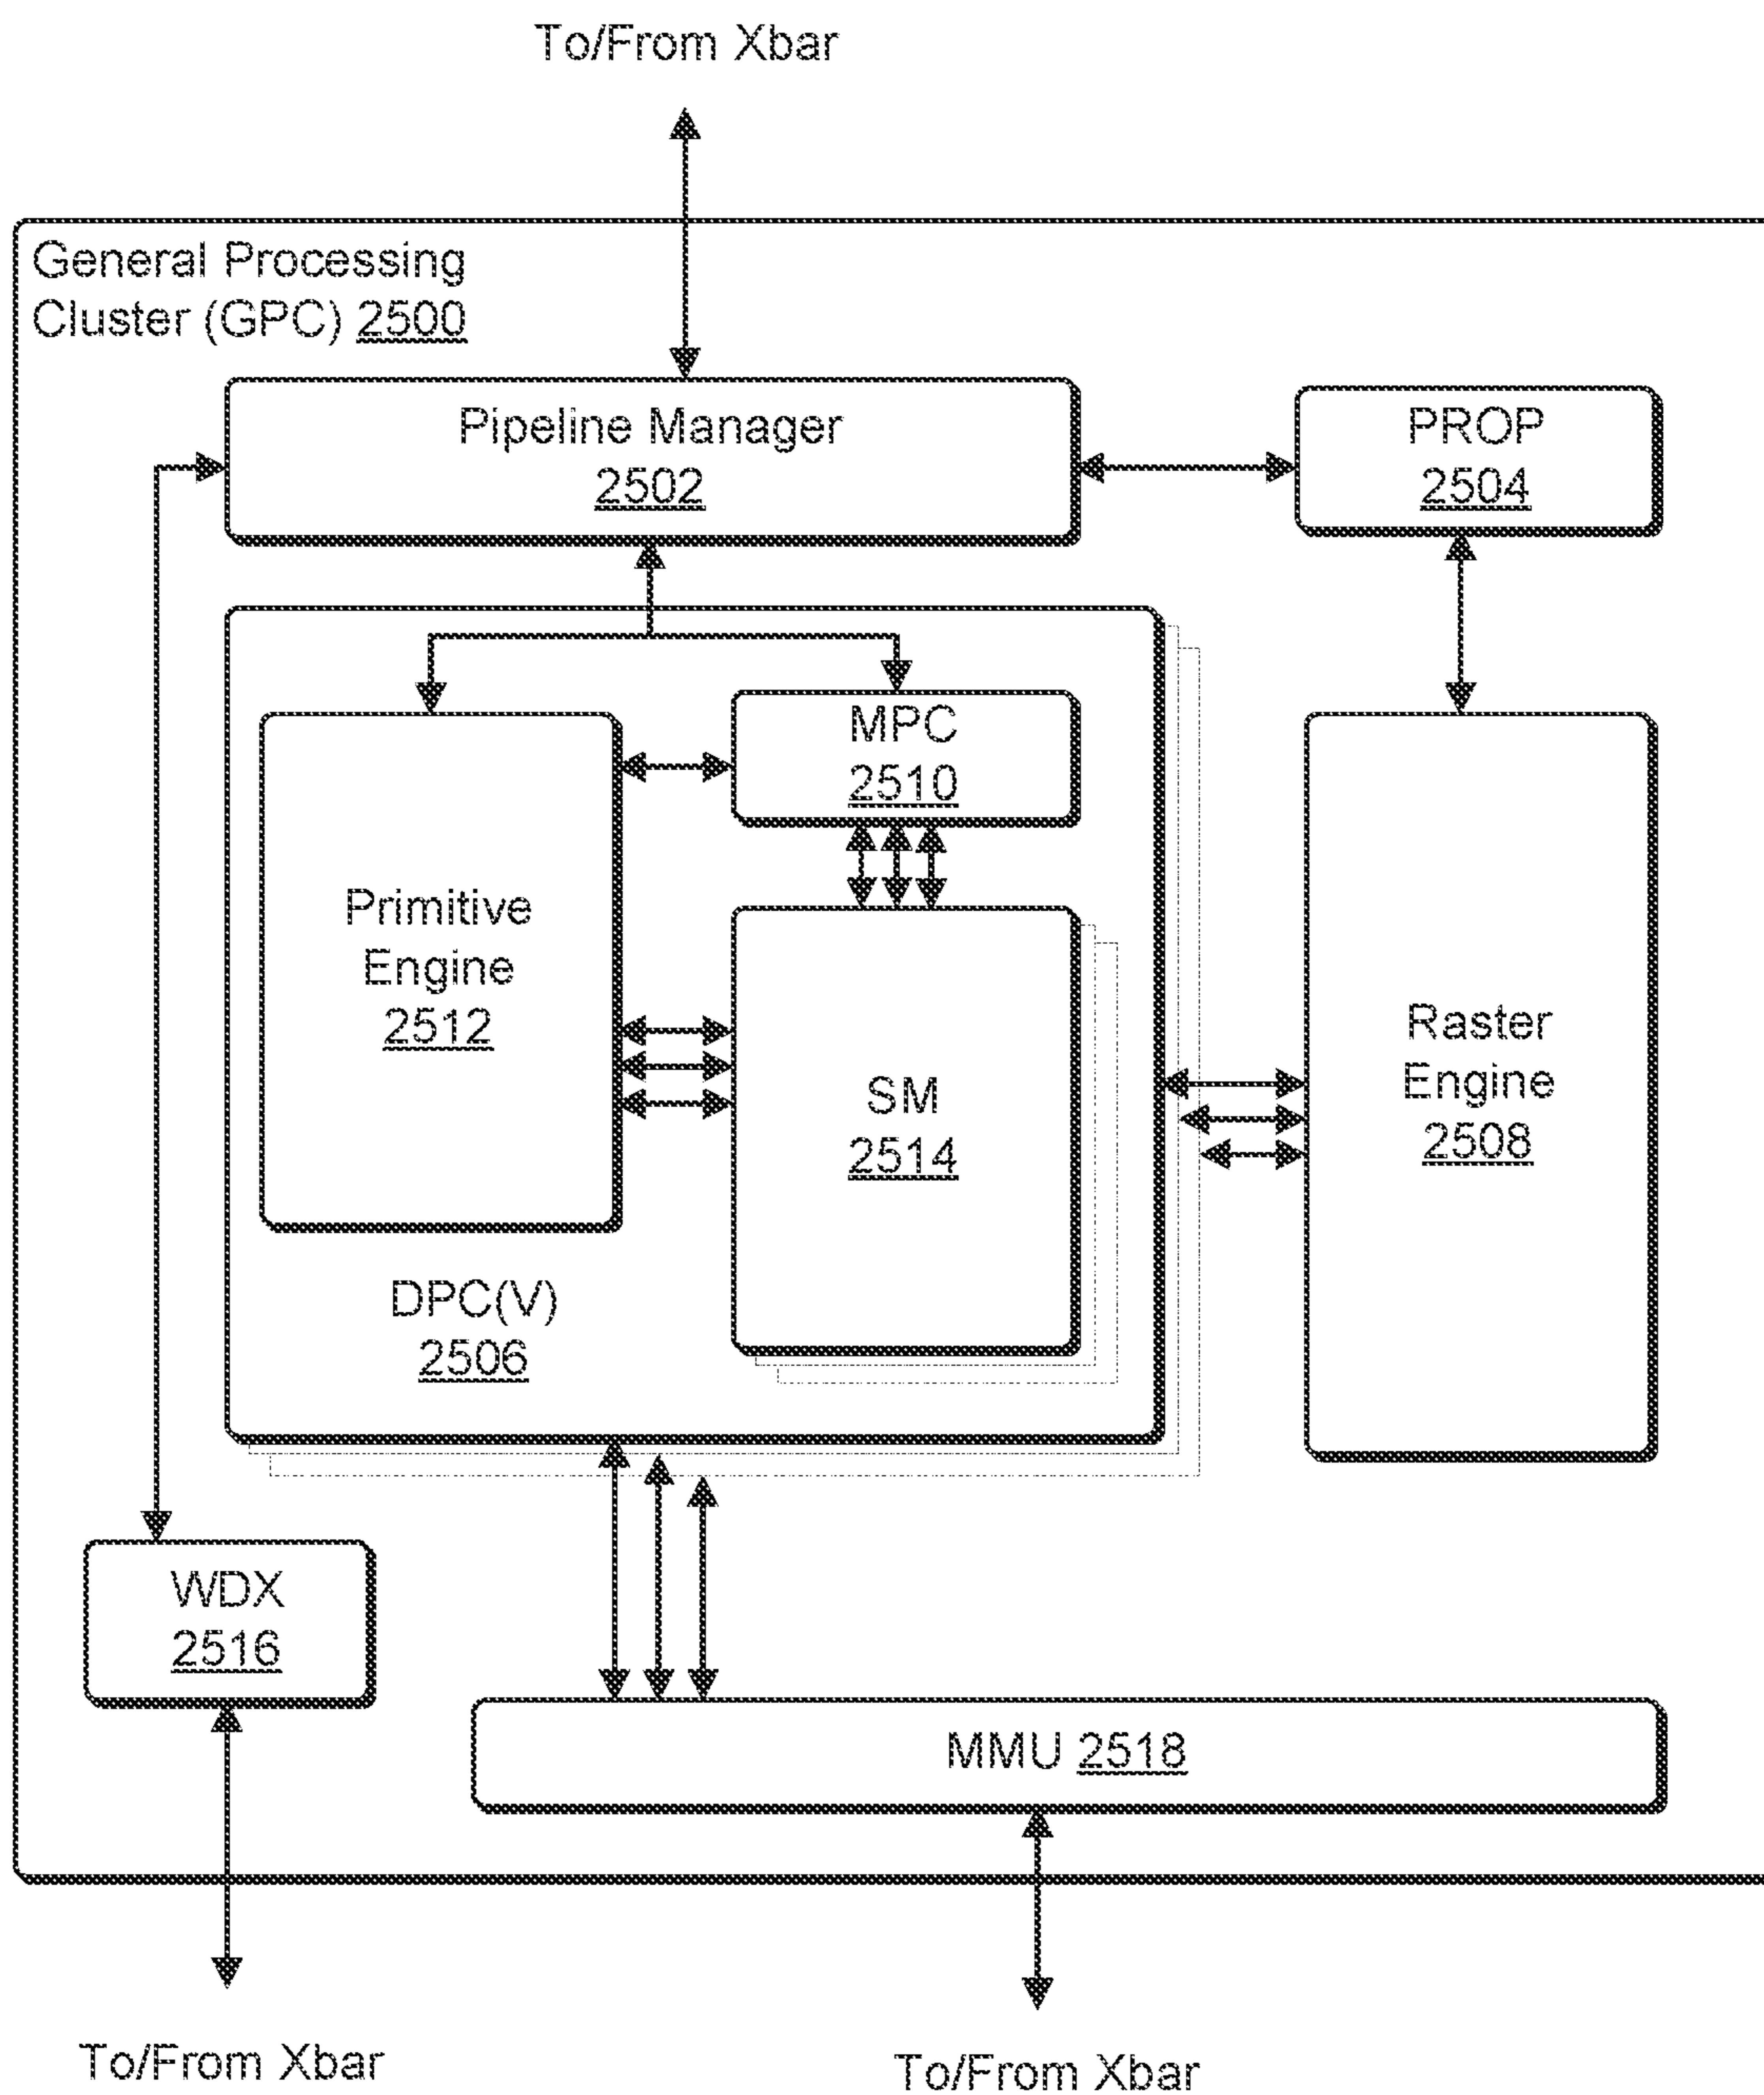 To/From Xbar
General Processing
Cluster (GPC) 2500
Pipeline Manager
2502
PROP
2504
MPC
2510
Primitive
Engine
2512
SM
2514
Raster
Engine
2508
DPC(V)
2506
WDX
2516
MMU 2518
To/From Xbar
To/From Xbar